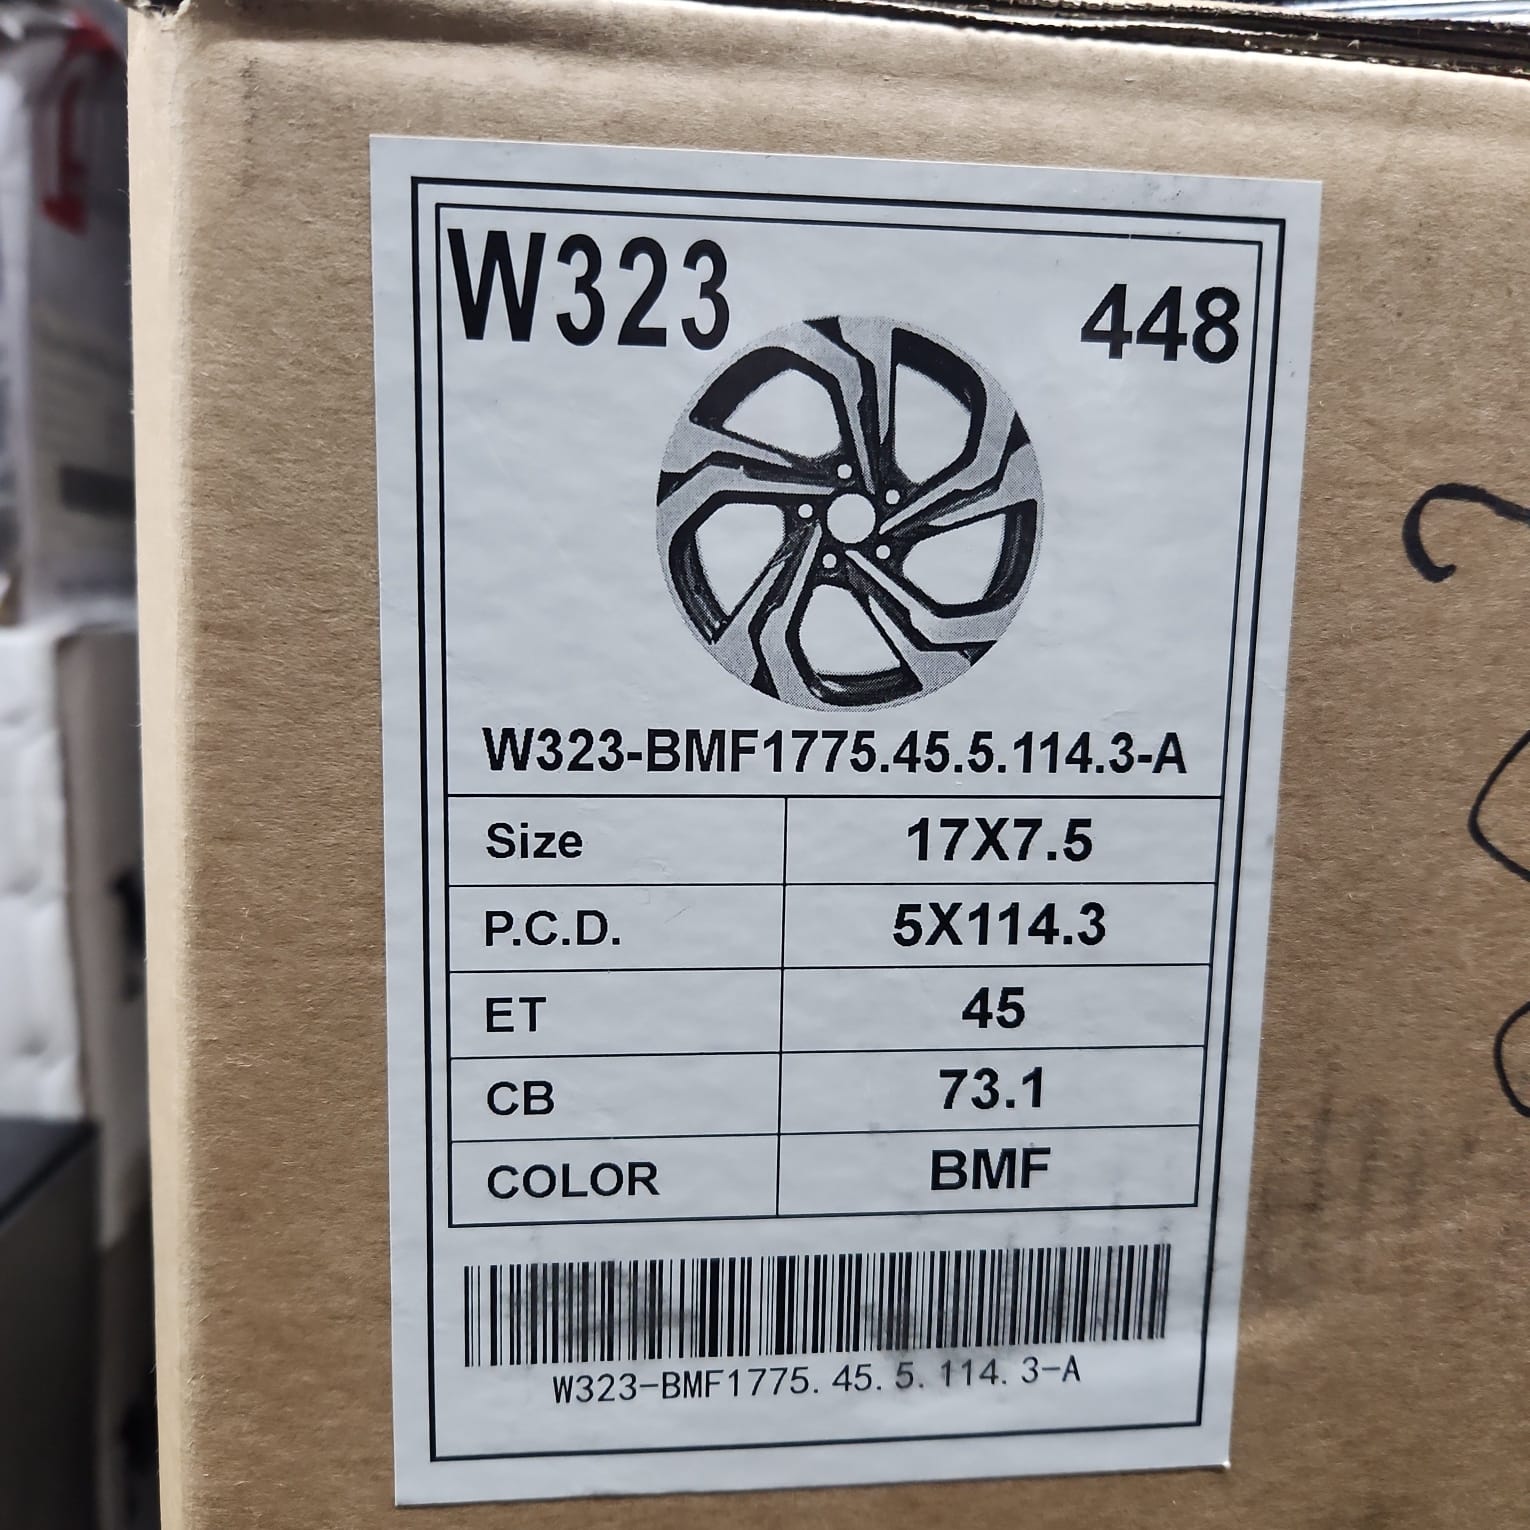 W323
448
W323-BMF1775.45.5.114.3-A
Size 17X7.5
P.C.D. 5X114.3
ET 45
CB 73.1
COLOR BMF
W323-BMF1775.45.5.114.3-A